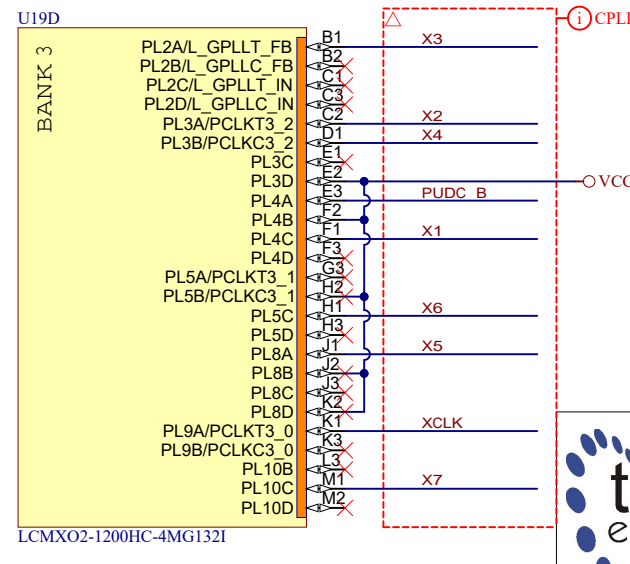 U19D
BANK 3
i CPLI
PL2A/L_GPLLT_FB B1 X3
PL2B/L_GPLLC_FB B2
PL2C/L_GPLLT_IN C1
PL2D/L_GPLLC_IN C3
PL3A/PCLKT3_2 C2 X2
PL3B/PCLKC3_2 D1 X4
PL3C E1
PL3D E2 VCC
PL4A E3 PUDC_B
PL4B F2
PL4C F1 X1
PL4D F3
PL5A/PCLKT3_1 G3
PL5B/PCLKC3_1 H2
PL5C H1 X6
PL5D H3
PL8A J1 X5
PL8B J2
PL8C J3
PL8D K2
PL9A/PCLKT3_0 K1 XCLK
PL9B/PCLKC3_0 K3
PL10B L3
PL10C M1 X7
PL10D M2
LCMXO2-1200HC-4MG132I
t
e